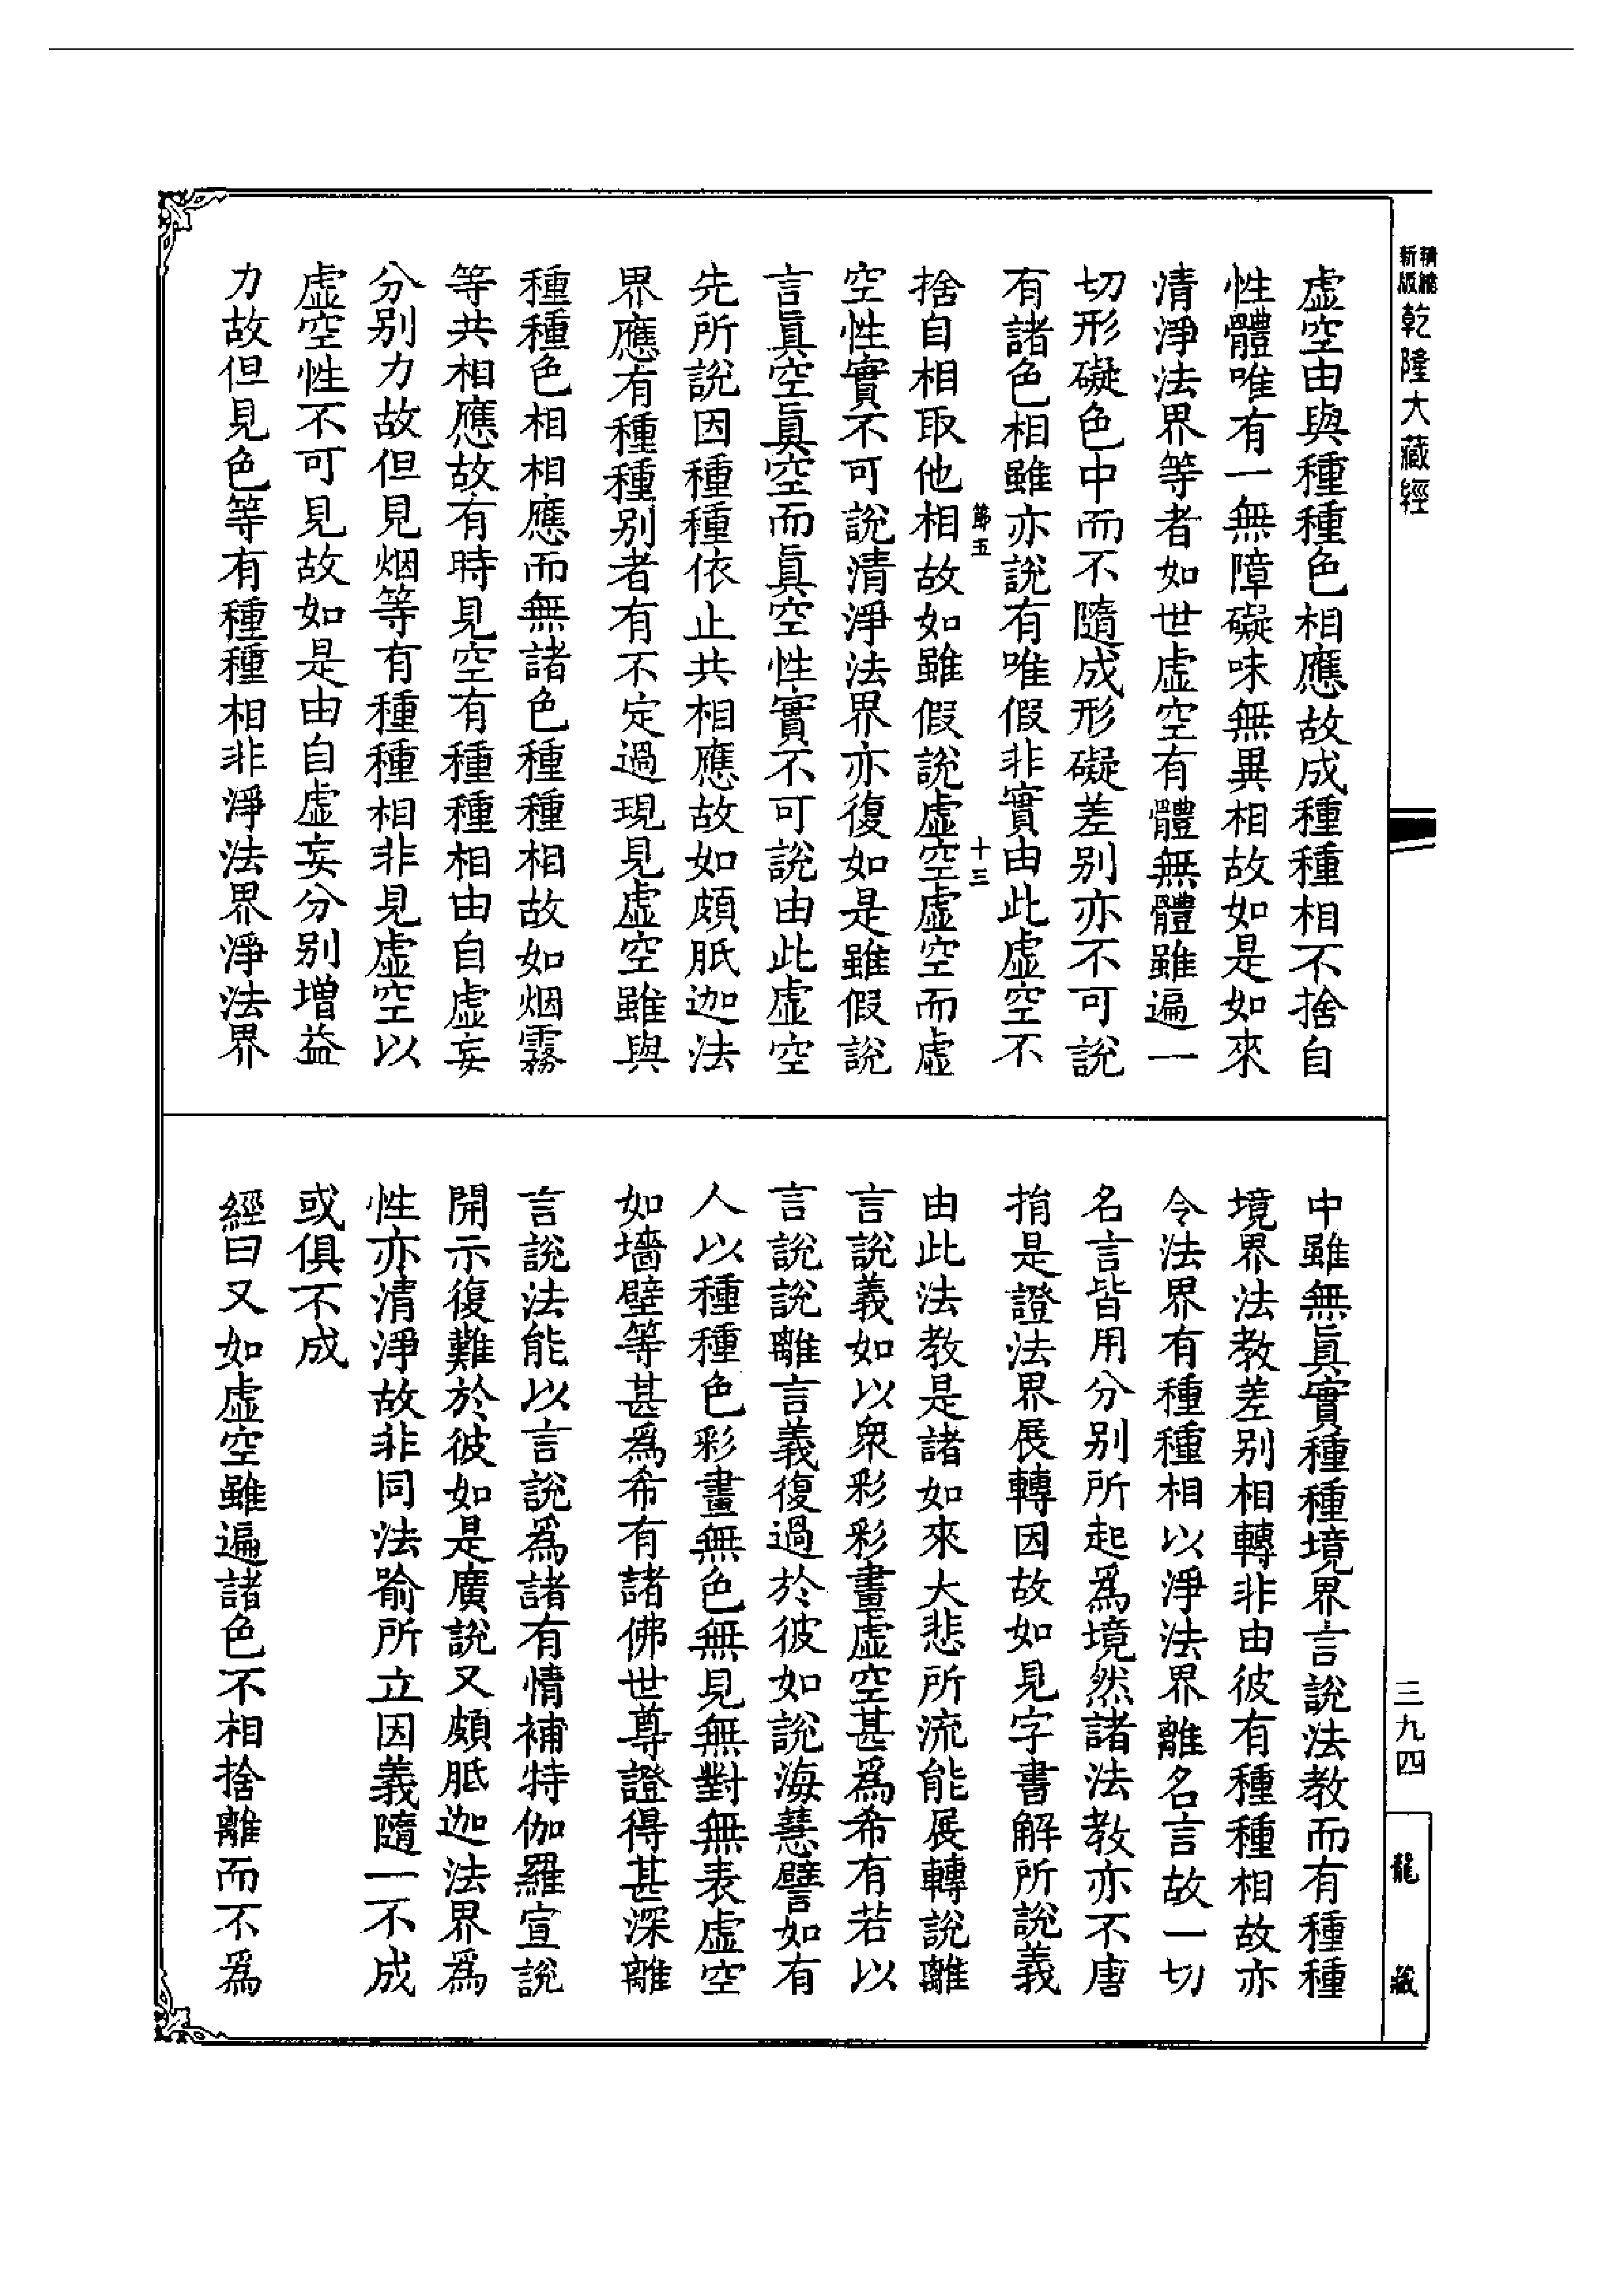 精縮新版乾隆大藏經
虛空由與種種色相應故成種種相不捨自
性體唯有一無障礙味無異相故如是如來
清淨法界等者如世虛空有體無體雖遍一
切形礙色中而不隨成形礙差別亦不可說
有諸色相雖亦說有唯假非實由此虛空不
節五 十三
捨自相取他相故如雖假說虛空虛空而虛
空性實不可說清淨法界亦復如是雖假說
言真空真空而真空性實不可說由此虛空
先所說因種種依止共相應故如頗胝迦法
界應有種種別者有不定過現見虛空雖與
種種色相相應而無諸色種種相故如烟霧
等共相應故有時見空有種種相由自虛妄
分別力故但見烟等有種種相非見虛空以
虛空性不可見故如是由自虛妄分別增益
力故但見色等有種種相非淨法界淨法界
中雖無真實種種境界言說法教而有種種
境界法教差別相轉非由彼有種種相故亦
令法界有種種相以淨法界離名言故一切
名言皆用分別所起為境然諸法教亦不唐
捐是證法界展轉因故如見字書解所說義
由此法教是諸如來大悲所流能展轉說離
言說義如以眾彩彩畫虛空甚為希有若以
言說說離言義復過於彼如說海慧譬如有
人以種種色彩畫無色無見無對無表虛空
如墻壁等甚為希有諸佛世尊證得甚深離
言說法能以言說為諸有情補特伽羅宣說
開示復難於彼如是廣說又頗胝迦法界為
性亦清淨故非同法喻所立因義隨一不成
或俱不成
經曰又如虛空雖遍諸色不相捨離而不為
三九四
龍藏